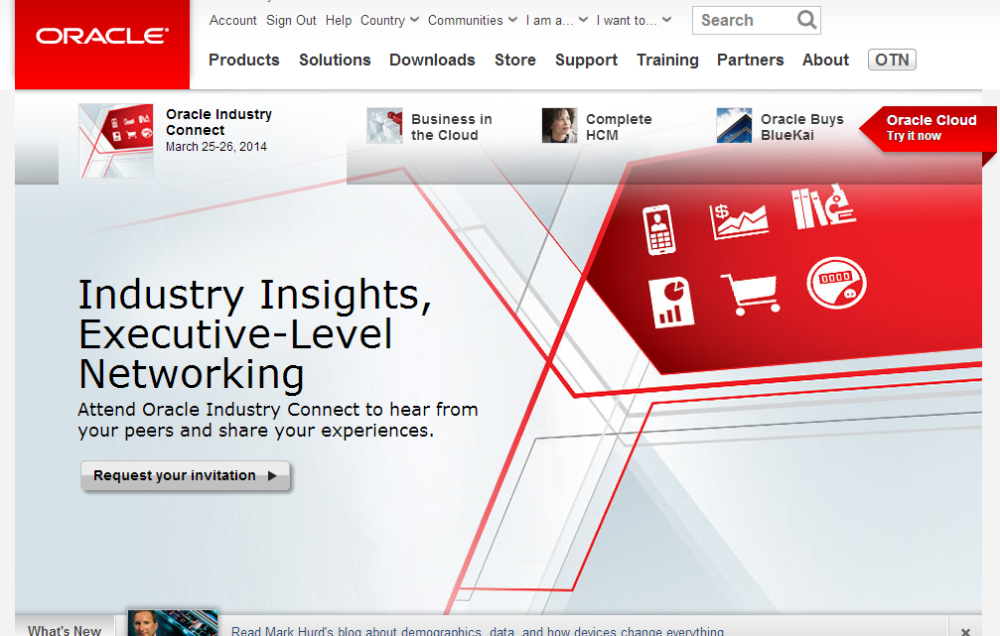 Account Sign Out Help Country Communities I am a... I want to... Search
ORACLE
Products Solutions Downloads Store Support Training Partners About OTN
Oracle Industry
Connect
March 25-26, 2014
Business in
the Cloud
Complete
HCM
Oracle Buys
BlueKai
Oracle Cloud
Try it now
$
0000
Industry Insights,
Executive-Level
Networking
Attend Oracle Industry Connect to hear from
your peers and share your experiences.
Request your invitation
What's New
Read Mark Hurd's blog about demographics, data, and how devices change everything